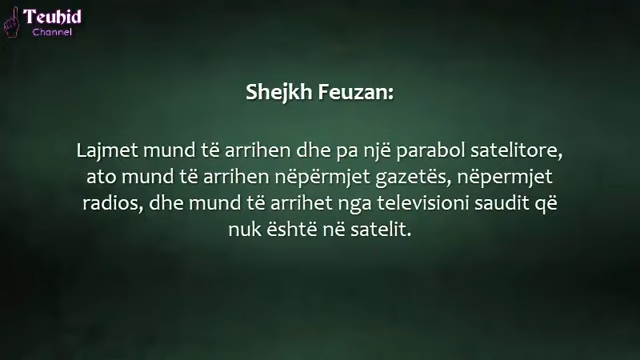 Teuhid
Channel
Shejkh Feuzan:
Lajmet mund të arrihen dhe pa një parabol satelitore,
ato mund të arrihen nëpërmjet gazetës, nëpermjet
radios, dhe mund të arrihet nga televisioni saudit që
nuk është në satelit.